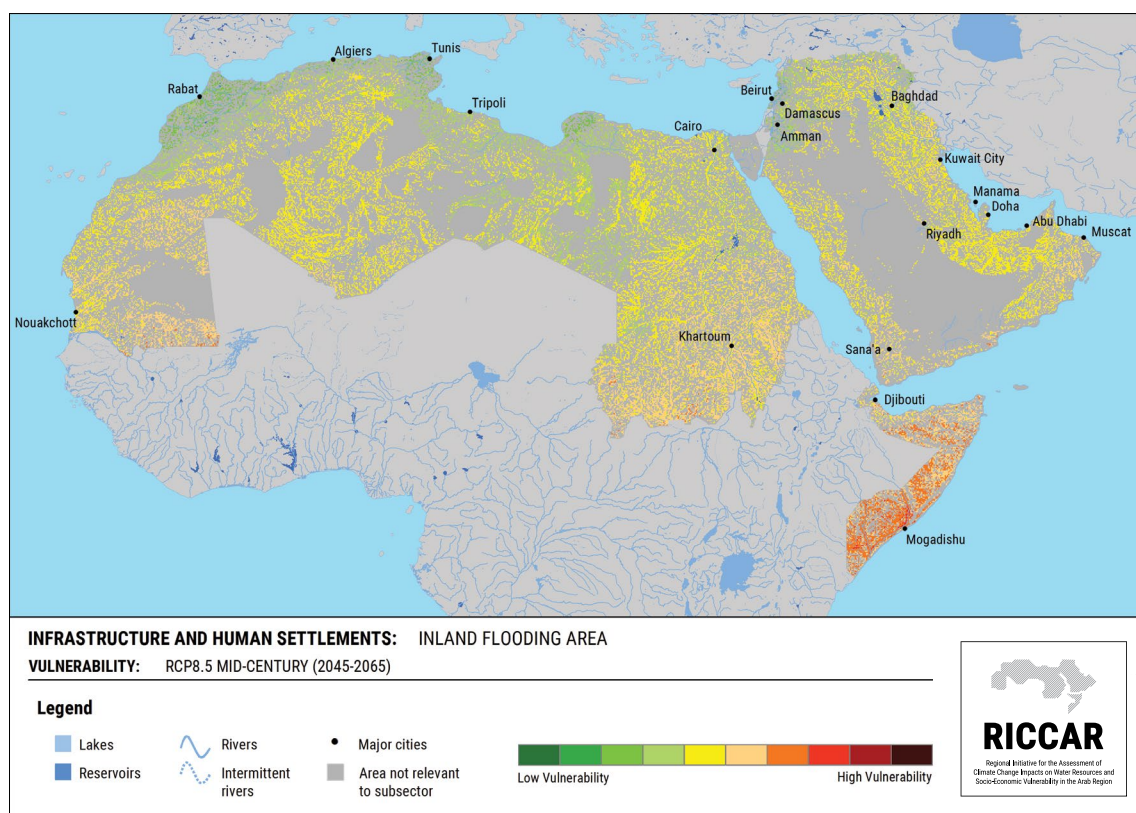 Algiers
Tunis
Rabat
Tripoli
Beirut
Damascus
Baghdad
Amman
Cairo
Kuwait City
Manama
Doha
Abu Dhabi
Riyadh
Muscat
Nouakchott
Khartoum
Sana'a
Djibouti
Mogadishu
INFRASTRUCTURE AND HUMAN SETTLEMENTS: INLAND FLOODING AREA
VULNERABILITY: RCP8.5 MID-CENTURY (2045-2065)
Legend
Lakes
Reservoirs
Rivers
Intermittent
rivers
Major cities
Area not relevant
to subsector
Low Vulnerability
High Vulnerability
RICCAR
Regional Initiative for the Assessment of
Climate Change Impacts on Water Resources and
Socio-Economic Vulnerability in the Arab Region